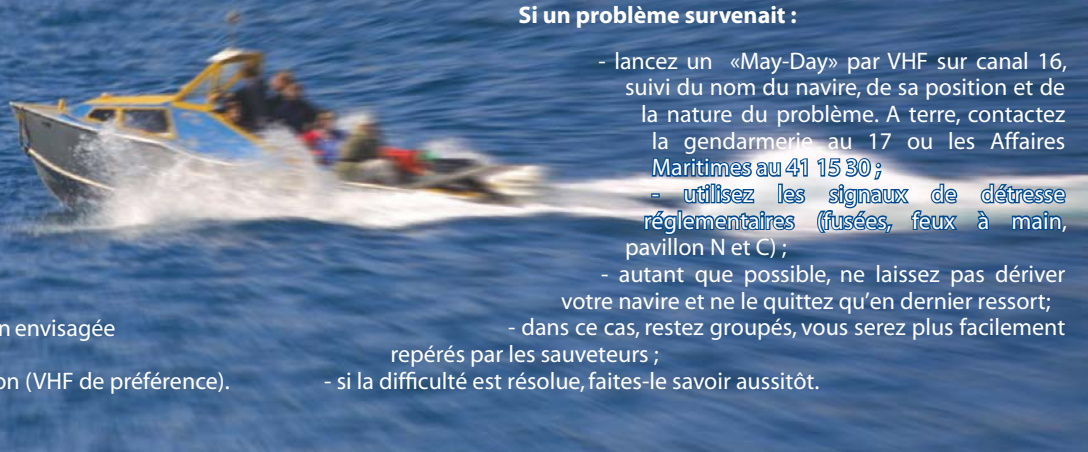 Si un problème survenait :
- lancez un «May-Day» par VHF sur canal 16,
suivi du nom du navire, de sa position et de
la nature du problème. A terre, contactez
la gendarmerie au 17 ou les Affaires
Maritimes au 41 15 30 ;
- utilisez les signaux de détresse
réglementaires (fusées, feux à main,
pavillon N et C) ;
- autant que possible, ne laissez pas dériver
votre navire et ne le quittez qu'en dernier ressort;
- dans ce cas, restez groupés, vous serez plus facilement
repérés par les sauveteurs ;
- si la difficulté est résolue, faites-le savoir aussitôt.
envisagée
(VHF de préférence).